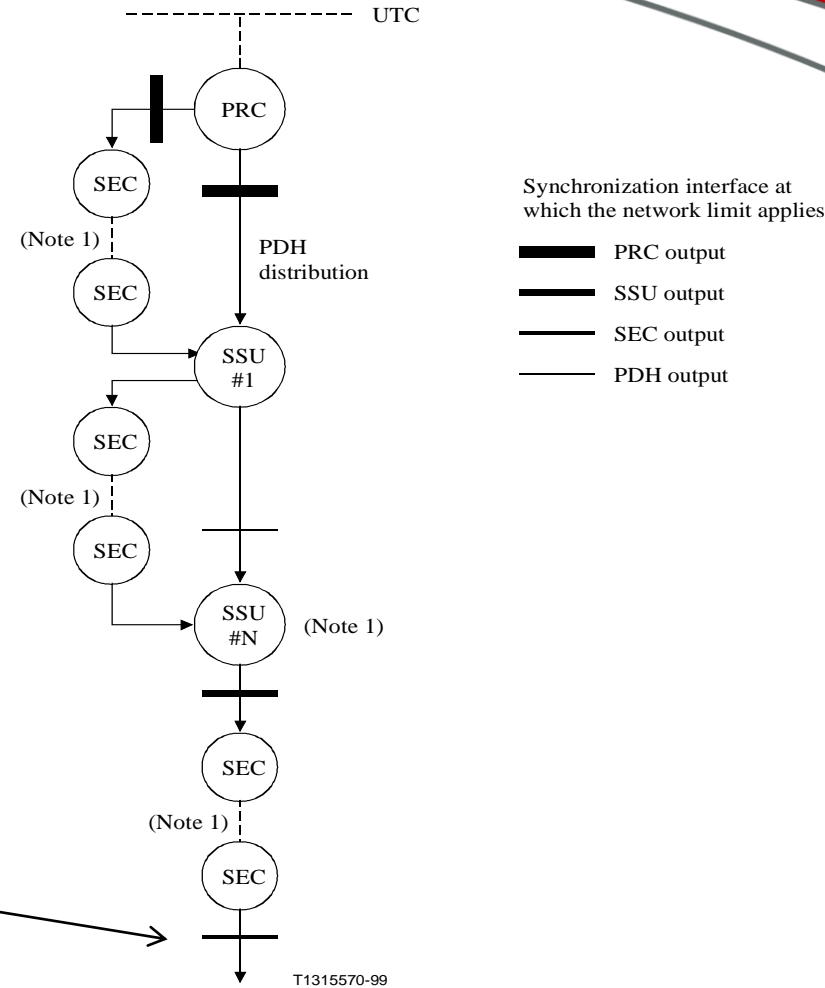 UTC
PRC
SEC
(Note 1)
SEC
PDH
distribution
SSU
#1
SEC
(Note 1)
SEC
SSU
#N
(Note 1)
SEC
(Note 1)
SEC
T1315570-99
Synchronization interface at
which the network limit applies
PRC output
SSU output
SEC output
PDH output